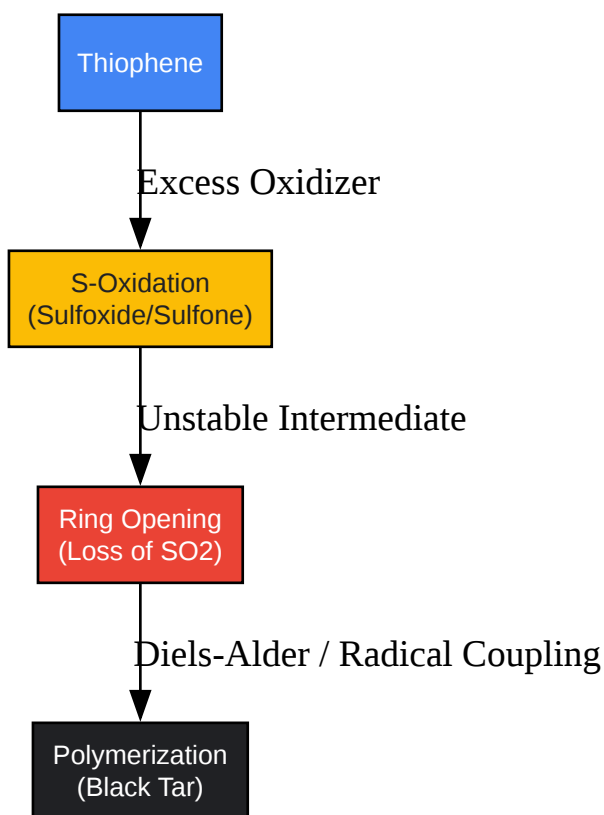 Thiophene
Excess Oxidizer
S-Oxidation
(Sulfoxide/Sulfone)
Unstable Intermediate
Ring Opening
(Loss of SO2)
Diels-Alder / Radical Coupling
Polymerization
(Black Tar)